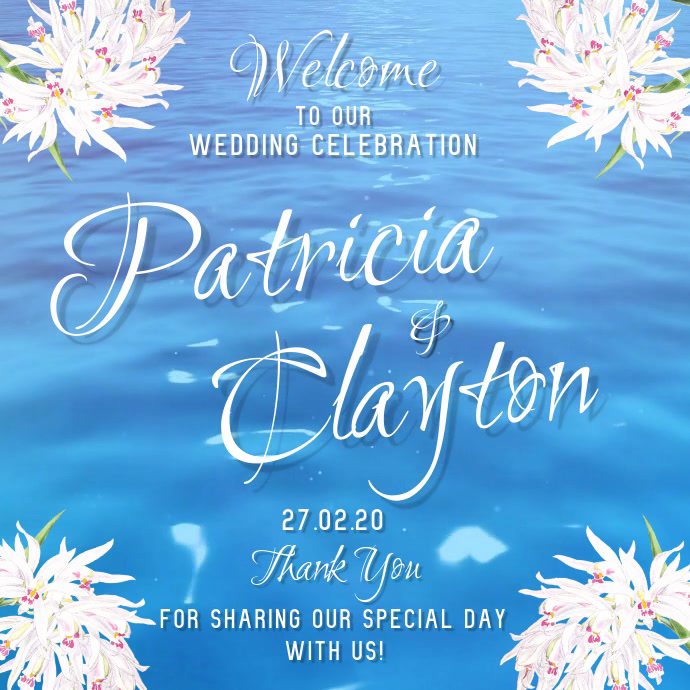 Welcome
TO OUR
WEDDING CELEBRATION
Patricia
&
Clayton
27.02.20
Thank You
FOR SHARING OUR SPECIAL DAY
WITH US!